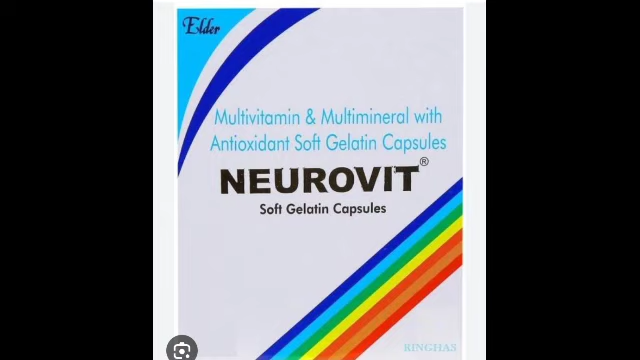 Elder
Multivitamin & Multimineral with
Antioxidant Soft Gelatin Capsules
NEUROVIT®
Soft Gelatin Capsules
RINGHAS